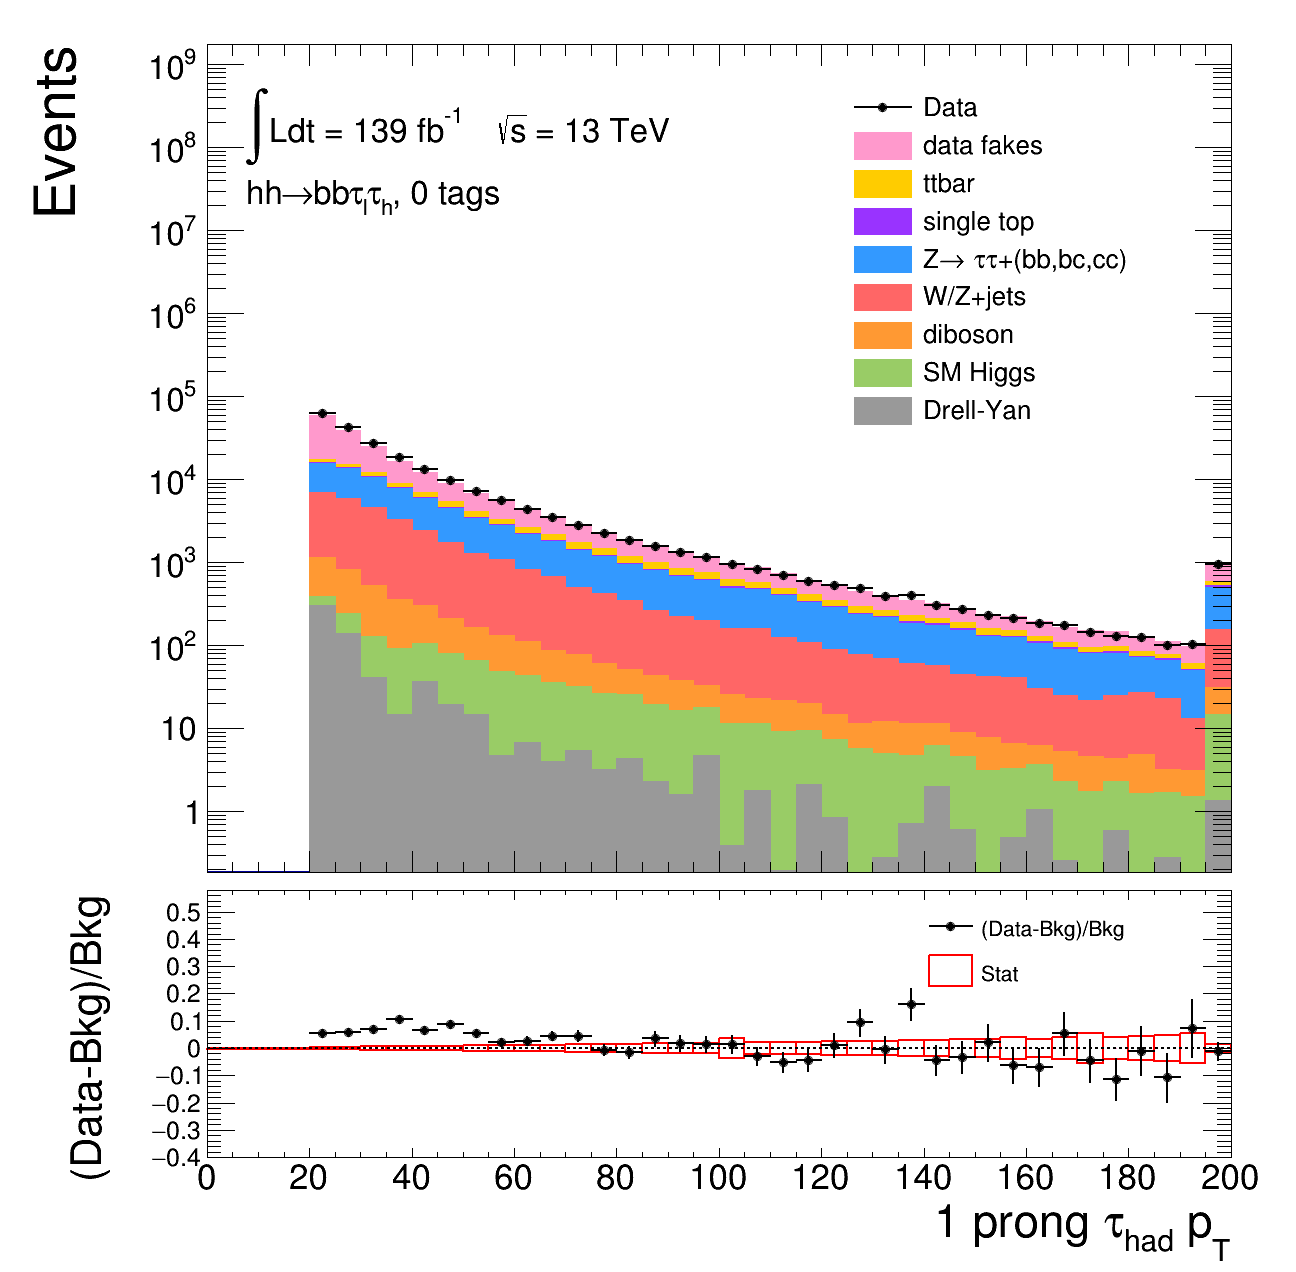 Events
10⁹
10⁸
10⁷
10⁶
10⁵
10⁴
10³
10²
10
1
∫Ldt = 139 fb⁻¹ √s = 13 TeV
hh→bbτₗτₕ, 0 tags
Data
data fakes
ttbar
single top
Z→ ττ+(bb,bc,cc)
W/Z+jets
diboson
SM Higgs
Drell-Yan
(Data-Bkg)/Bkg
0.5
0.4
0.3
0.2
0.1
0
−0.1
−0.2
−0.3
−0.4
(Data-Bkg)/Bkg
Stat
0 20 40 60 80 100 120 140 160 180 200
1 prong τ_had p_T